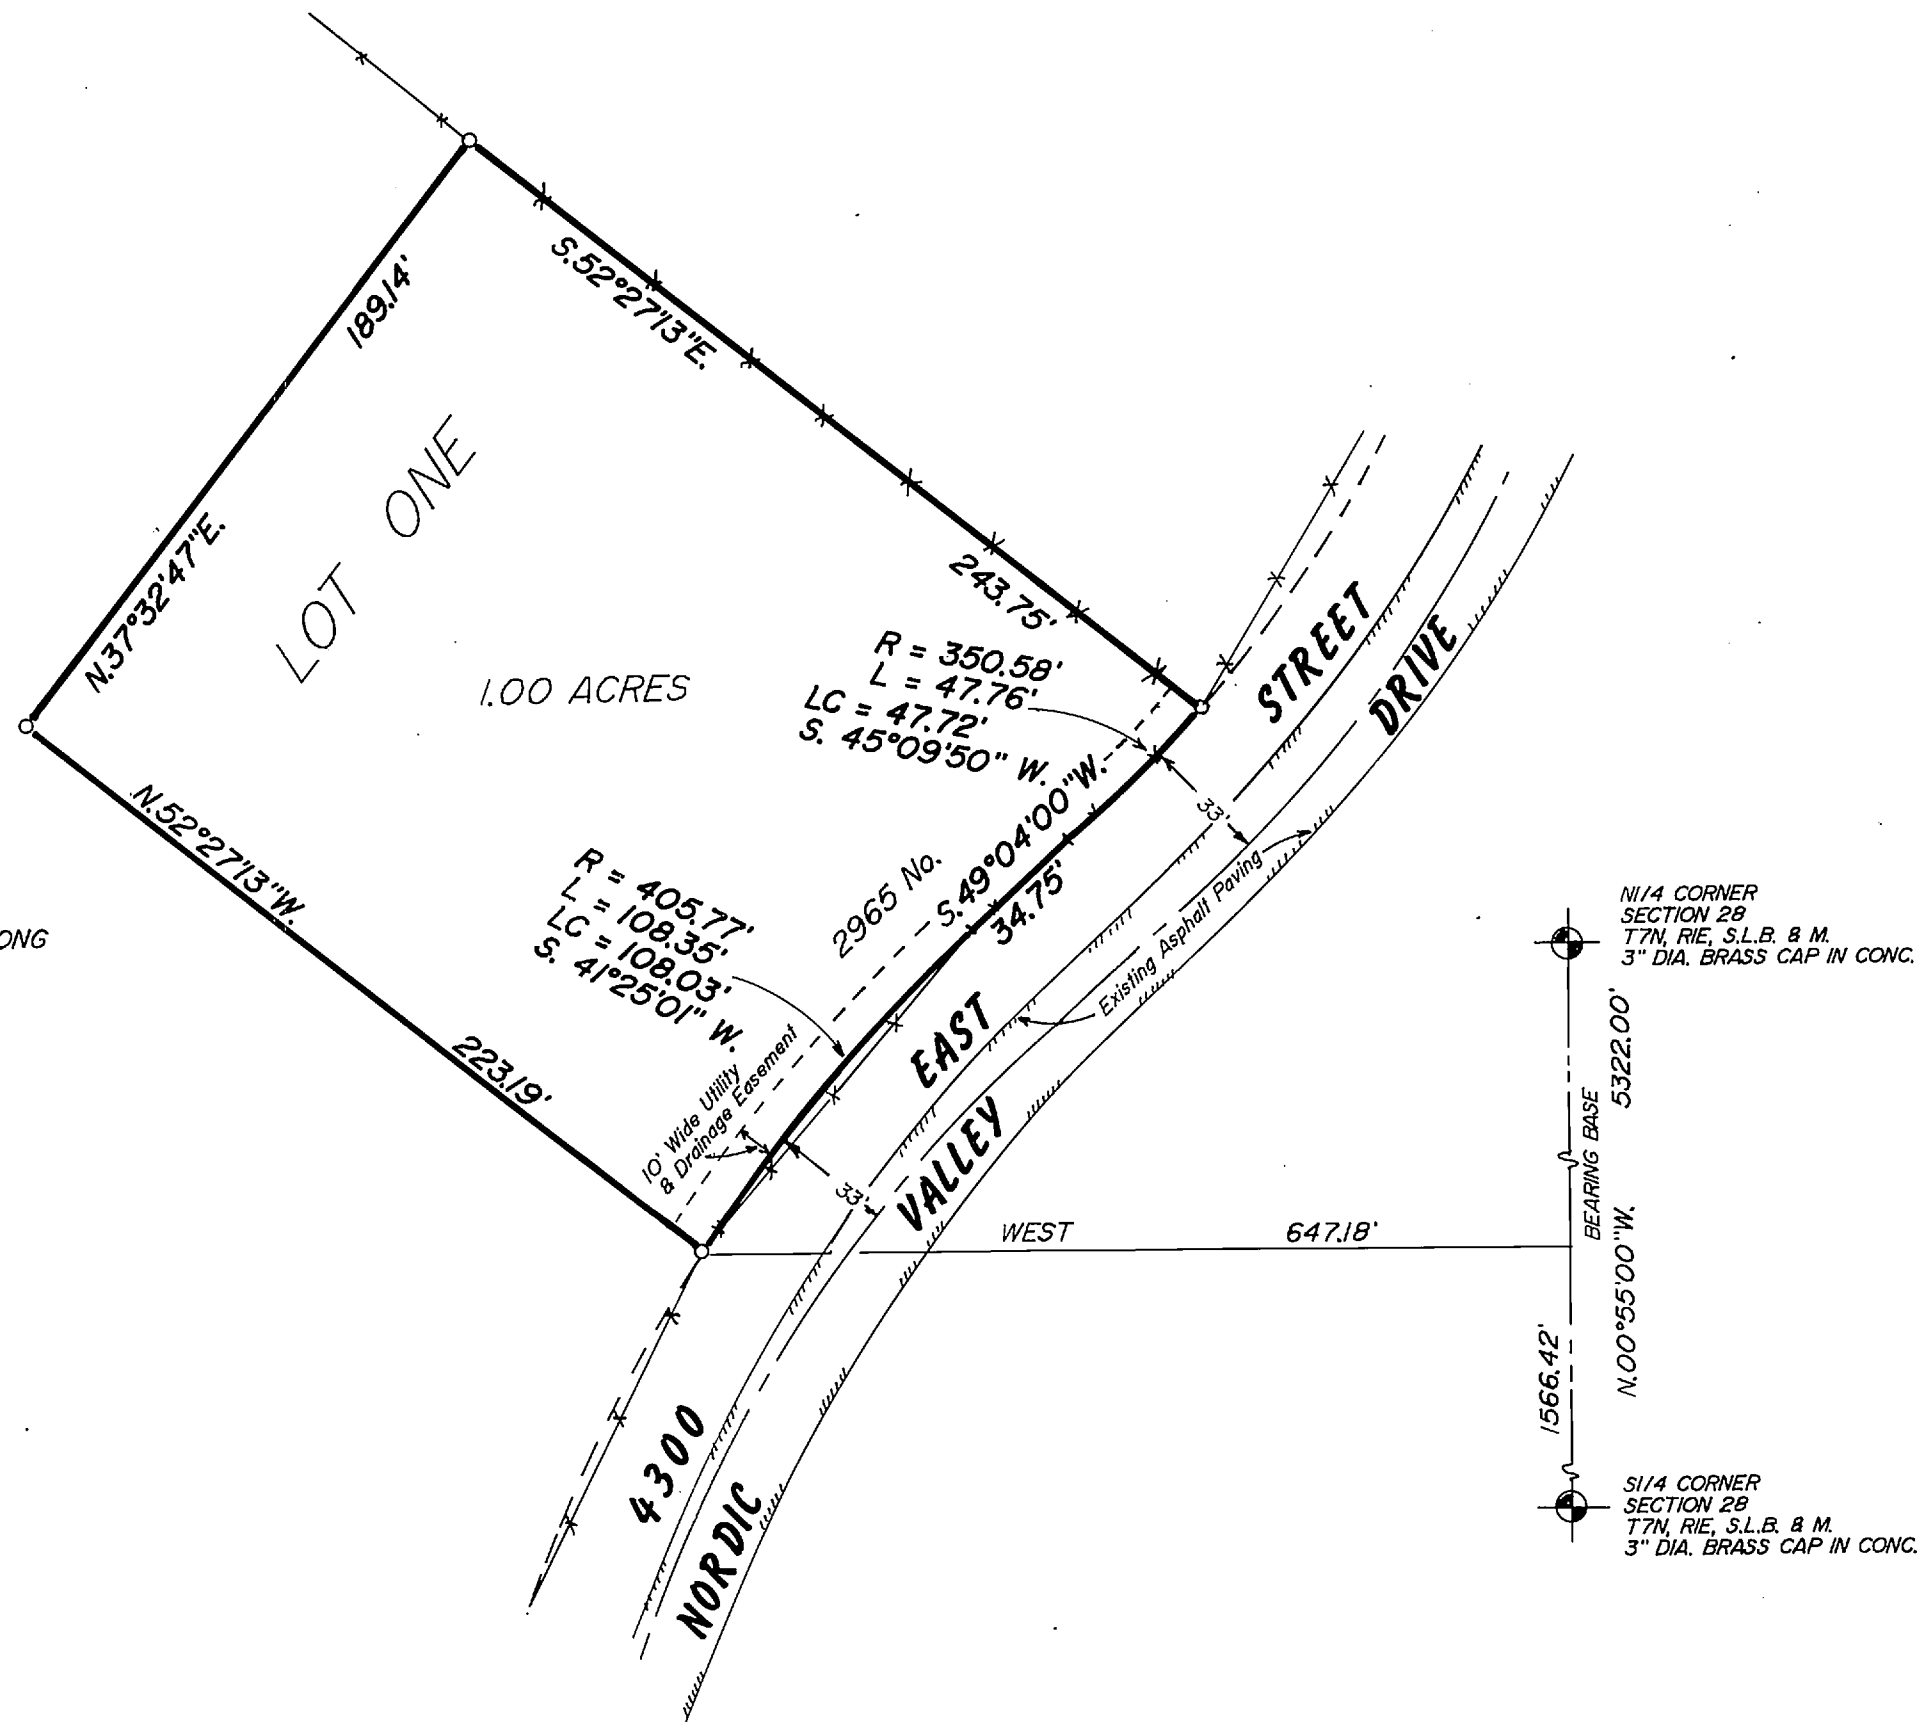 189.14'
S.52°27'13"E.
N.37°32'47"E.
LOT ONE
1.00 ACRES
243.75'
R = 350.58'
L = 47.76'
LC = 47.72'
S. 45°09'50" W.
STREET
DRIVE
N.52°27'13"W.
223.19'
R = 405.77'
L = 108.35'
LC = 108.03'
S. 41°25'01" W.
2965 No.
S.49°04'00"W.
34.75'
33'
Existing Asphalt Paving
10' Wide Utility
& Drainage Easement
33'
EAST
VALLEY
4300
NORDIC
WEST 647.18'
ONG
N1/4 CORNER
SECTION 28
T7N, R1E, S.L.B. & M.
3" DIA. BRASS CAP IN CONC.
BEARING BASE
N.00°55'00"W. 5322.00'
1566.42'
S1/4 CORNER
SECTION 28
T7N, R1E, S.L.B. & M.
3" DIA. BRASS CAP IN CONC.